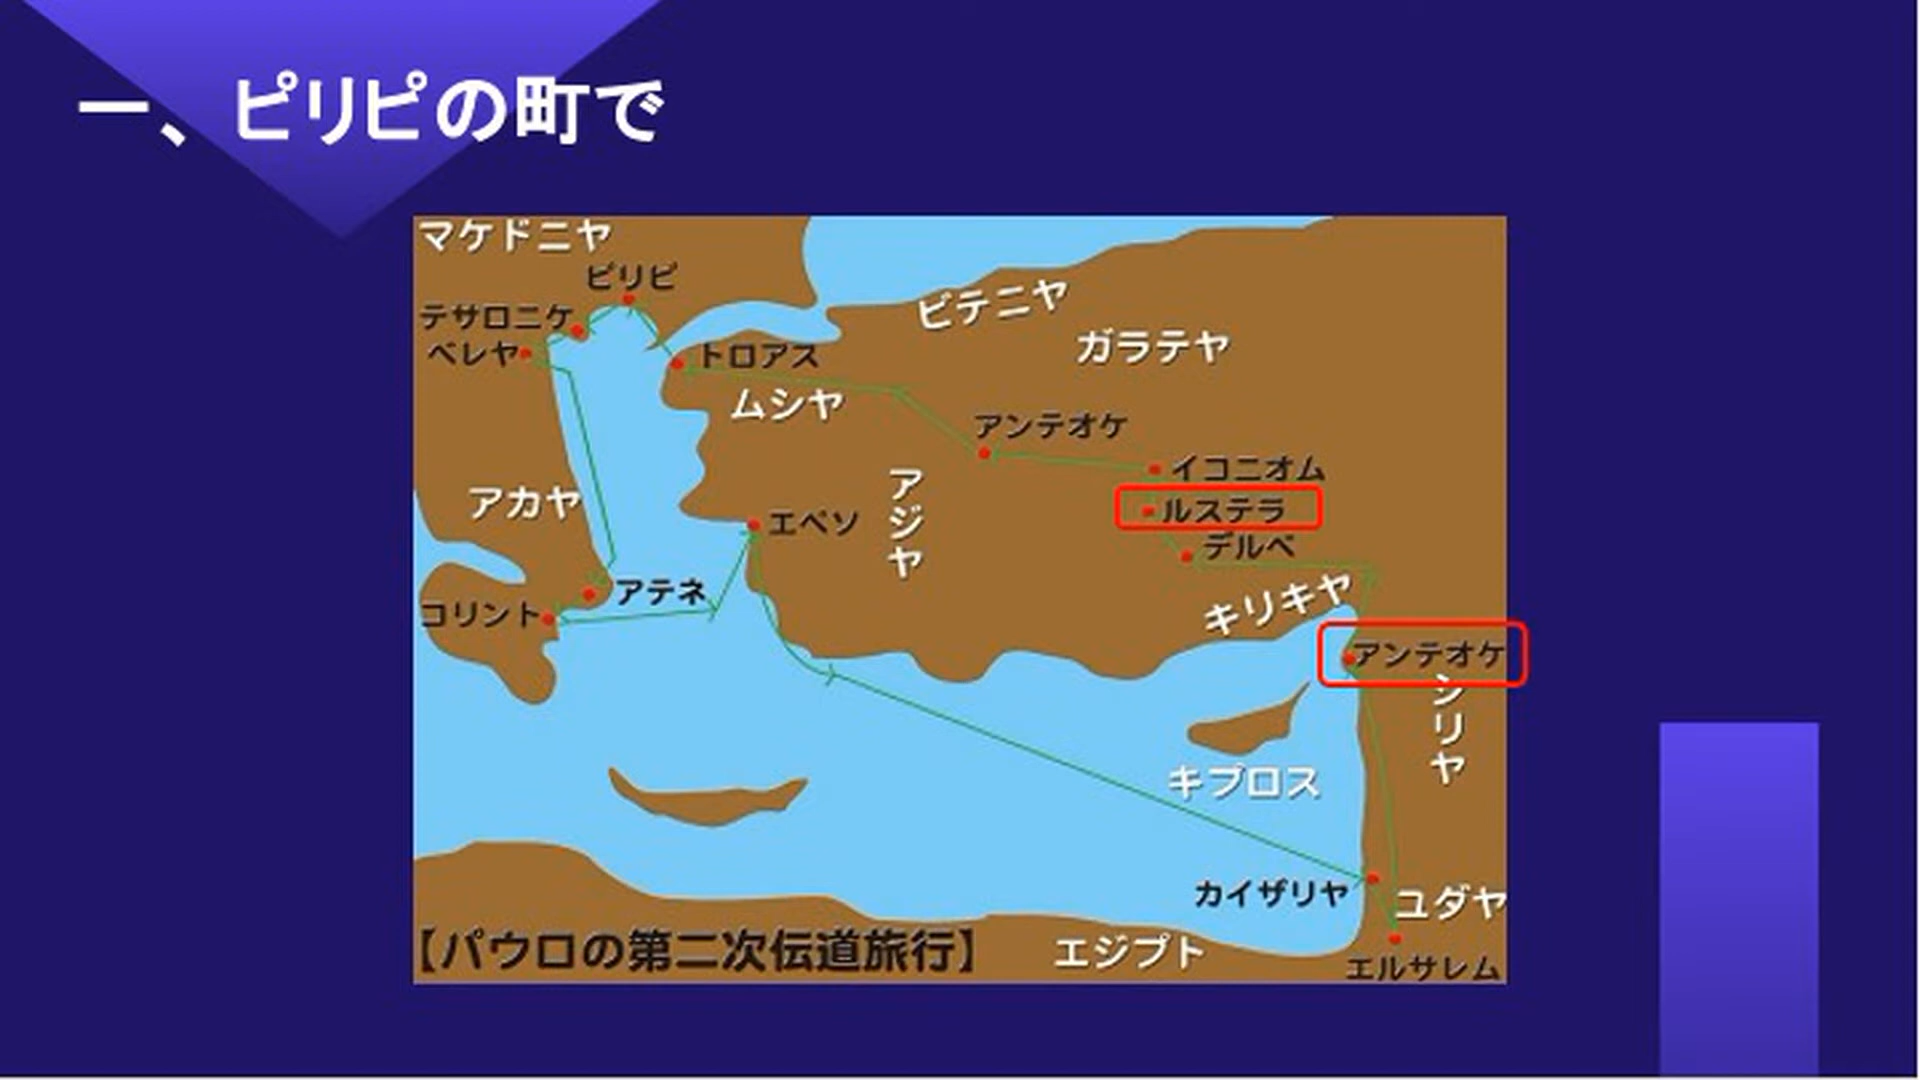 一、ピリピの町で
マケドニヤ
ピリピ
テサロニケ
ベレヤ
トロアス
ムシヤ
ビテニヤ
ガラテヤ
アンテオケ
イコニオム
ルステラ
デルベ
アジヤ
エペソ
アカヤ
アテネ
コリント
キリキヤ
アンテオケ
シリヤ
キプロス
カイザリヤ
ユダヤ
エルサレム
エジプト
【パウロの第二次伝道旅行】